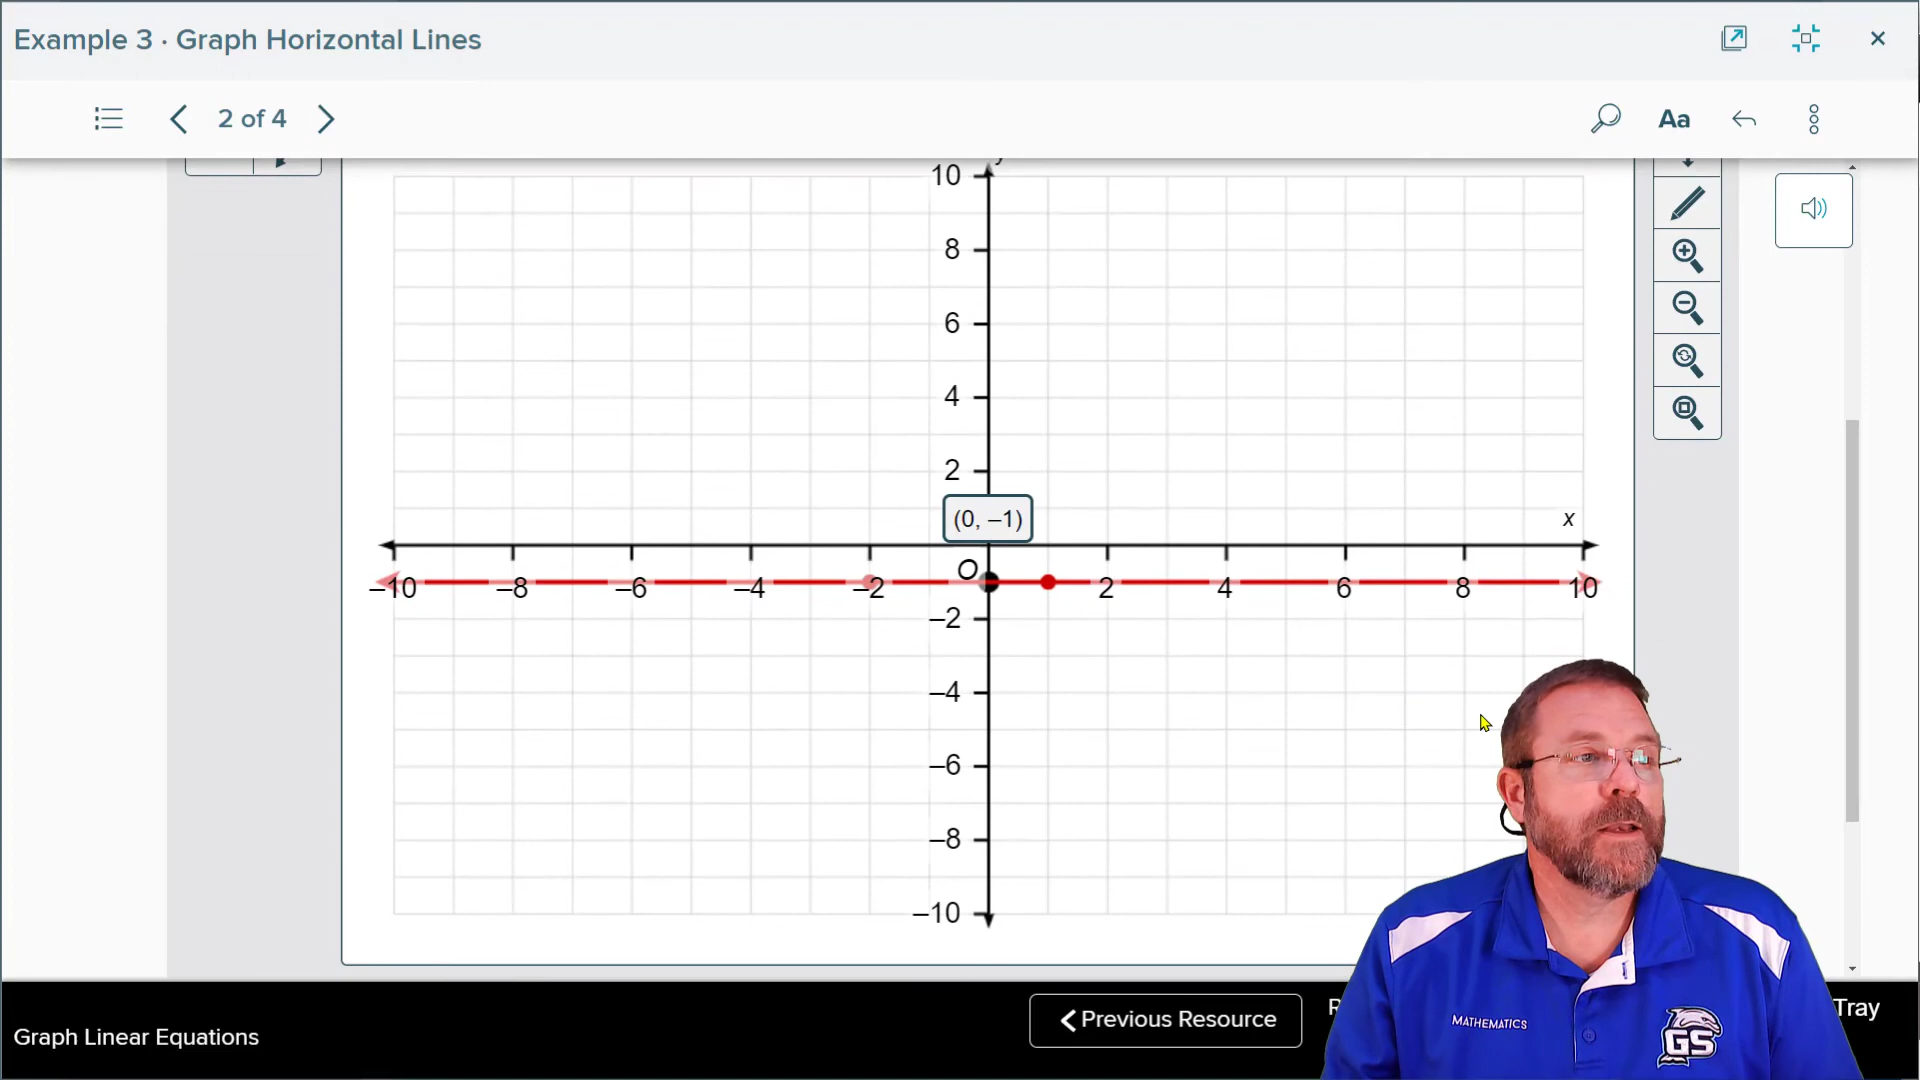 Example 3 · Graph Horizontal Lines
2 of 4
Aa
10
8
6
4
2
(0, –1)
x
O
–10 –8 –6 –4 –2 2 4 6 8 10
–2
–4
–6
–8
–10
Previous Resource
Tray
Graph Linear Equations
MATHEMATICS
GS